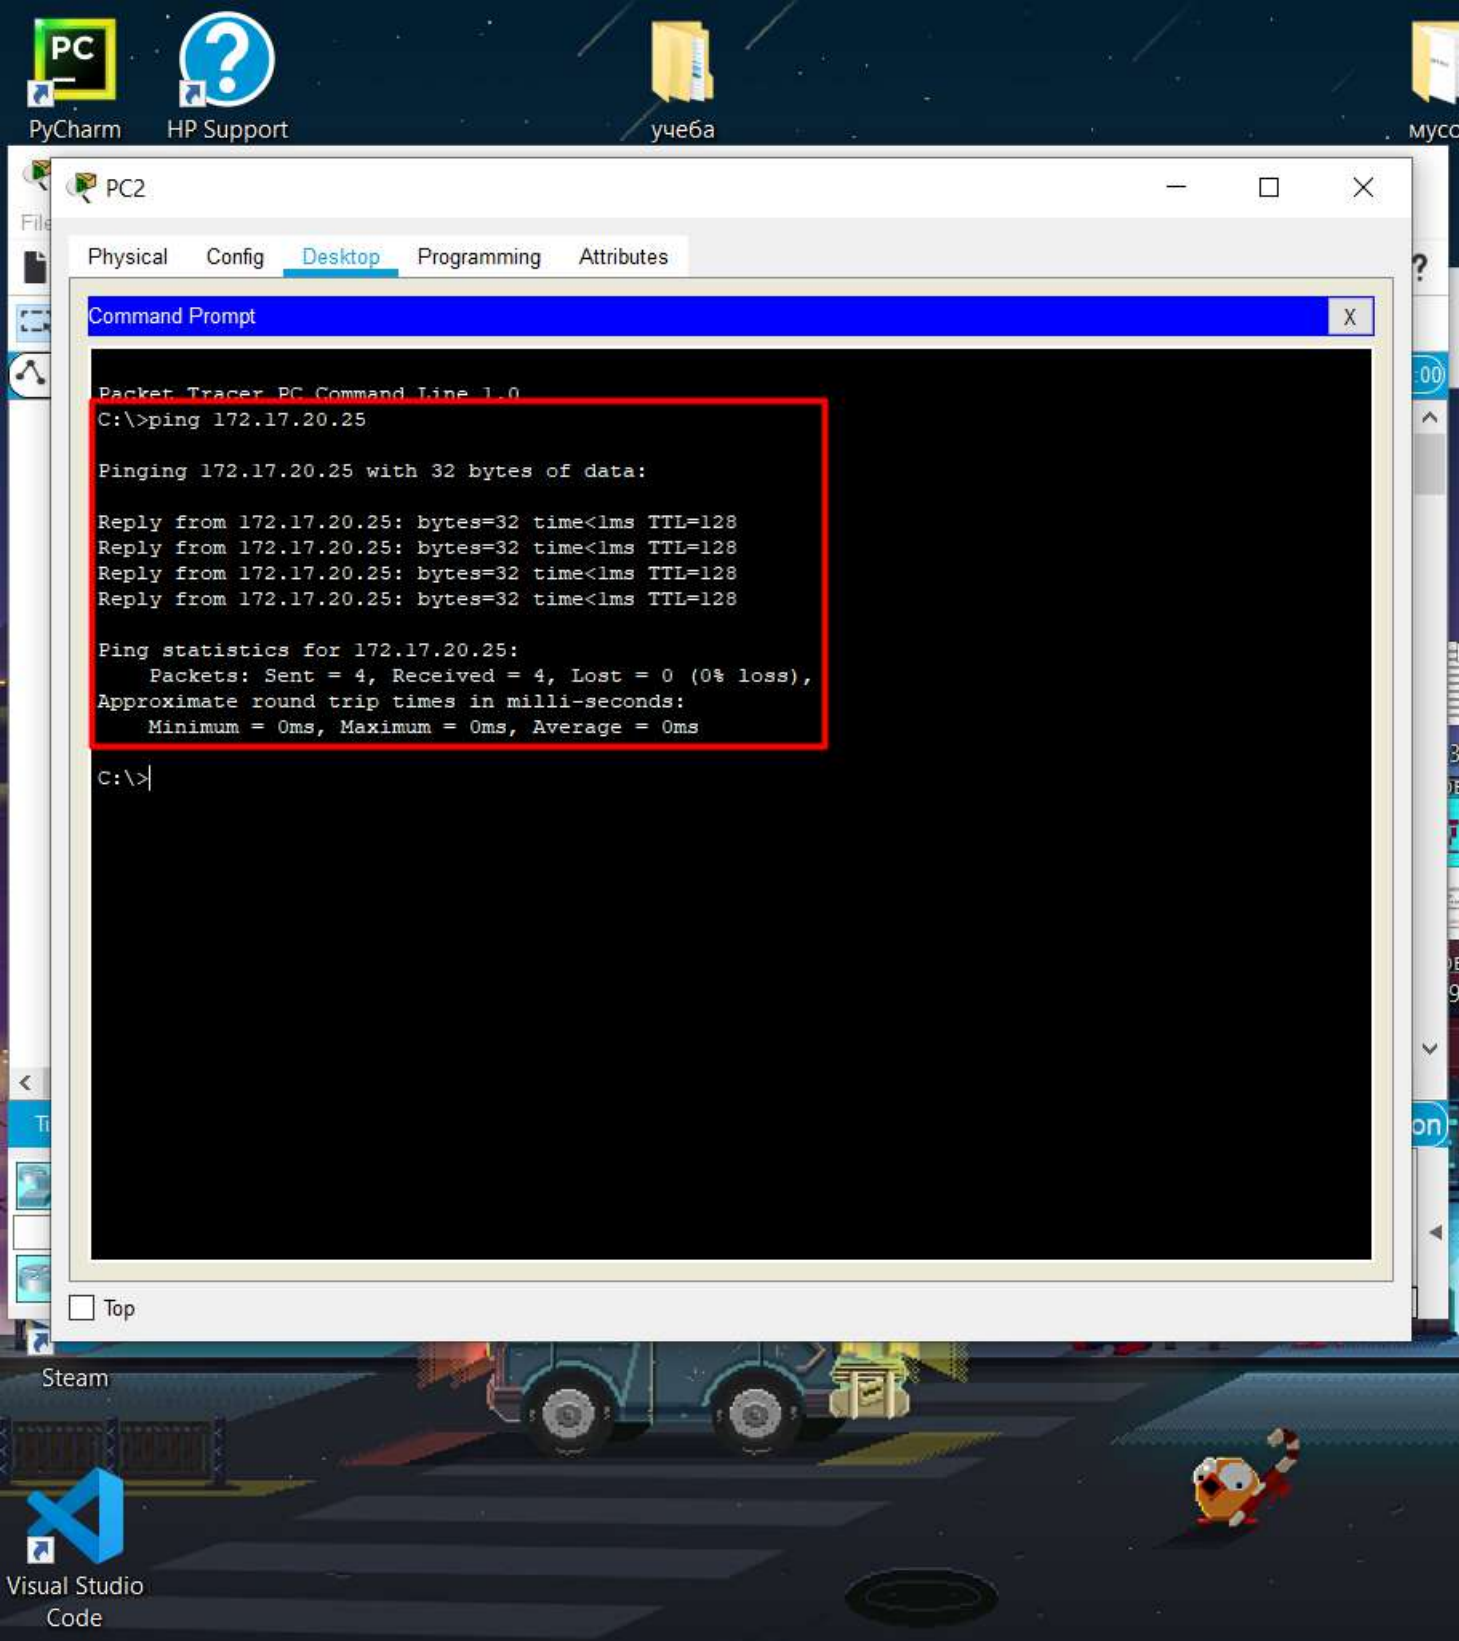 PC
PyCharm
HP Support
учеба
PC2
File
Physical Config Desktop Programming Attributes
Command Prompt
X
Packet Tracer PC Command Line 1.0
C:\>ping 172.17.20.25
Pinging 172.17.20.25 with 32 bytes of data:
Reply from 172.17.20.25: bytes=32 time<1ms TTL=128
Reply from 172.17.20.25: bytes=32 time<1ms TTL=128
Reply from 172.17.20.25: bytes=32 time<1ms TTL=128
Reply from 172.17.20.25: bytes=32 time<1ms TTL=128
Ping statistics for 172.17.20.25:
Packets: Sent = 4, Received = 4, Lost = 0 (0% loss),
Approximate round trip times in milli-seconds:
Minimum = 0ms, Maximum = 0ms, Average = 0ms
C:\>
Top
Steam
Visual Studio
Code